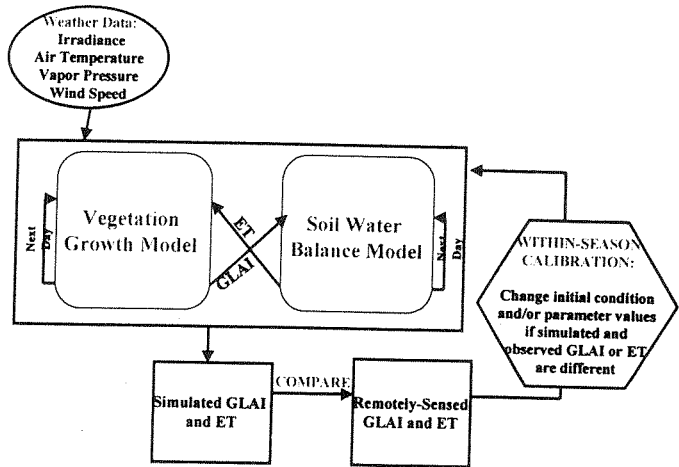 Weather Data:
Irradiance
Air Temperature
Vapor Pressure
Wind Speed
Next
Day
Vegetation
Growth Model
ET
GLAI
Soil Water
Balance Model
Next
Day
WITHIN-SEASON
CALIBRATION:
Change initial condition
and/or parameter values
if simulated and
observed GLAI or ET
are different
Simulated GLAI
and ET
COMPARE
Remotely-Sensed
GLAI and ET